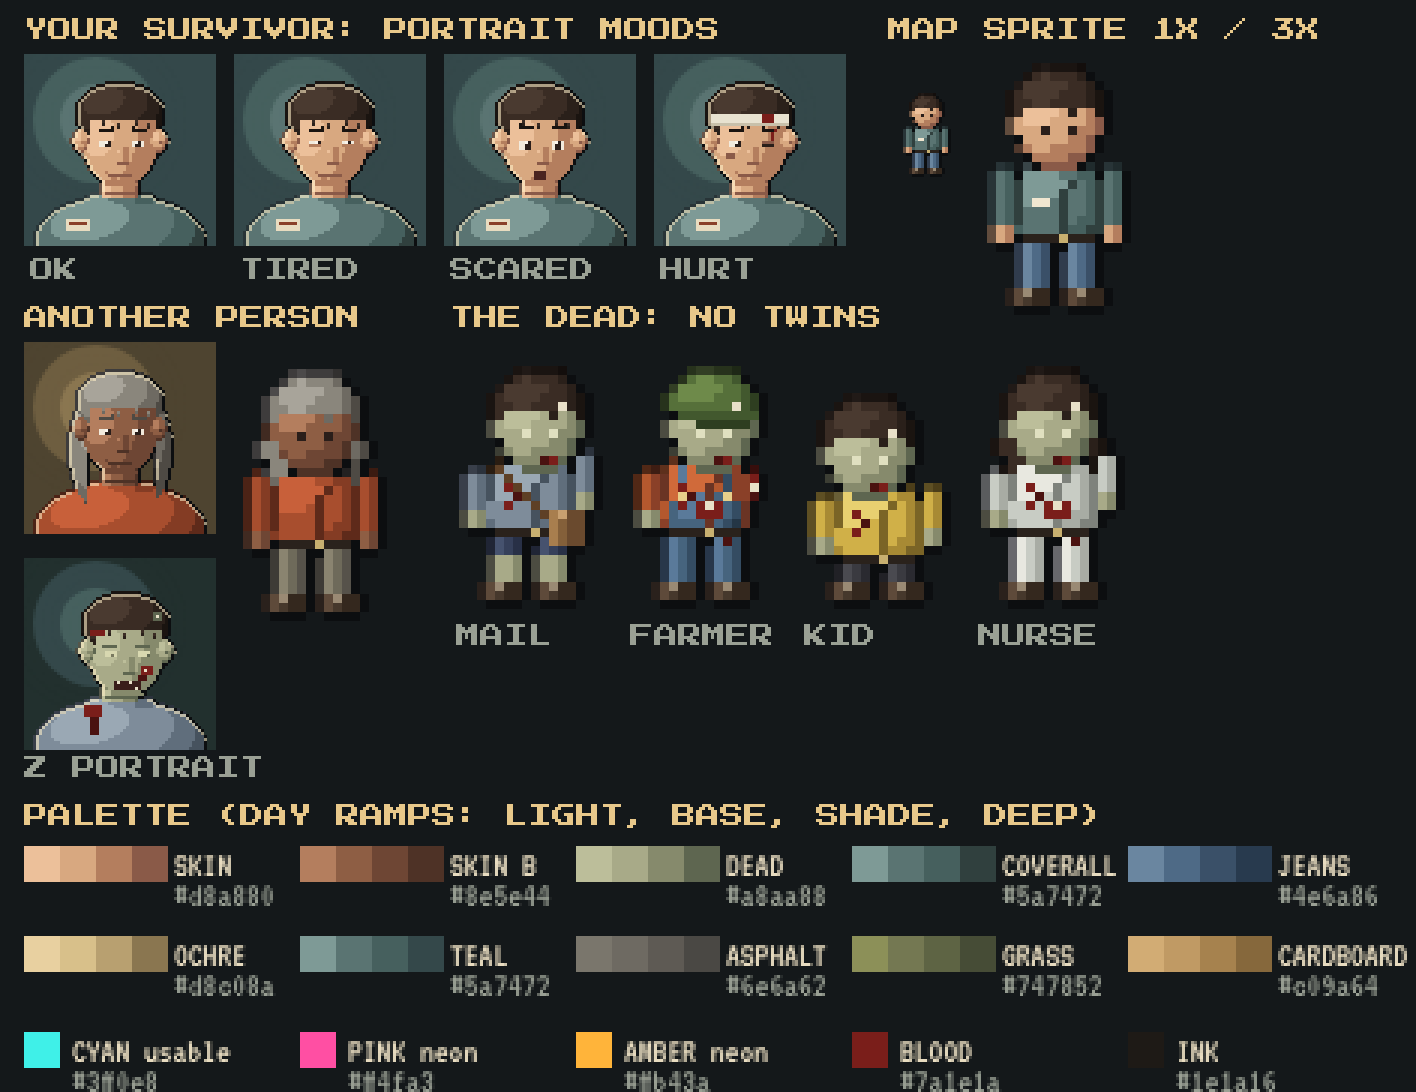 YOUR SURVIVOR: PORTRAIT MOODS
MAP SPRITE 1X / 3X
OK
TIRED
SCARED
HURT
ANOTHER PERSON
THE DEAD: NO TWINS
MAIL
FARMER
KID
NURSE
Z PORTRAIT
PALETTE (DAY RAMPS: LIGHT, BASE, SHADE, DEEP)
SKIN
#d8a880
SKIN B
#8e5e44
DEAD
#a8aa88
COVERALL
#5a7472
JEANS
#4e6a86
OCHRE
#d8c08a
TEAL
#5a7472
ASPHALT
#6e6a62
GRASS
#747852
CARDBOARD
#c09a64
CYAN usable
#3ff0e8
PINK neon
#ff4fa3
AMBER neon
#ffb43a
BLOOD
#7a1e1a
INK
#1e1a16